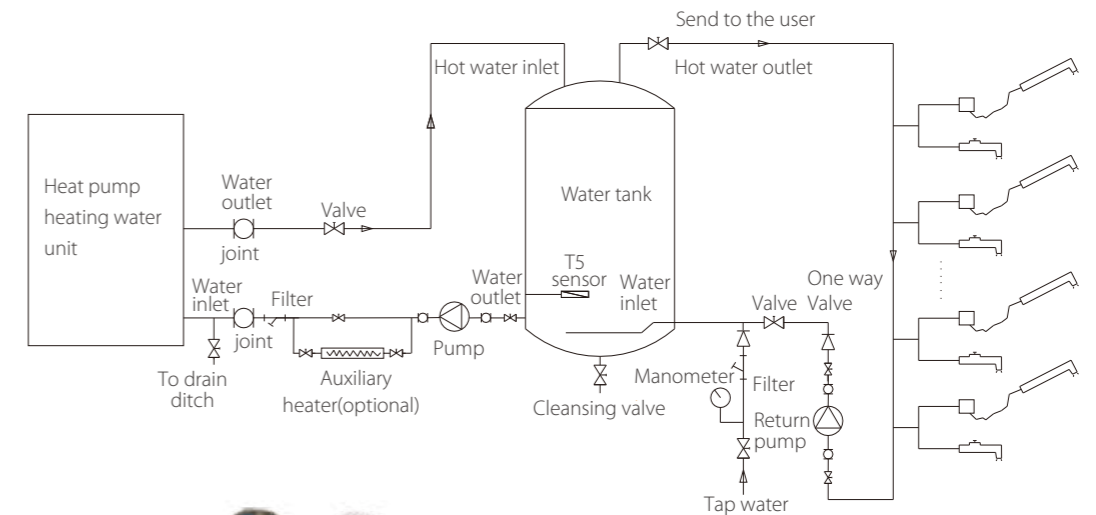 Send to the user
Hot water inlet
Hot water outlet
Heat pump
heating water
unit
Water
outlet
joint
Valve
Water tank
T5
sensor
Water
outlet
Water
inlet
Water
inlet
joint
Filter
Pump
To drain
ditch
Auxiliary
heater(optional)
Cleansing valve
Valve
One way
Valve
Manometer
Filter
Return
pump
Tap water